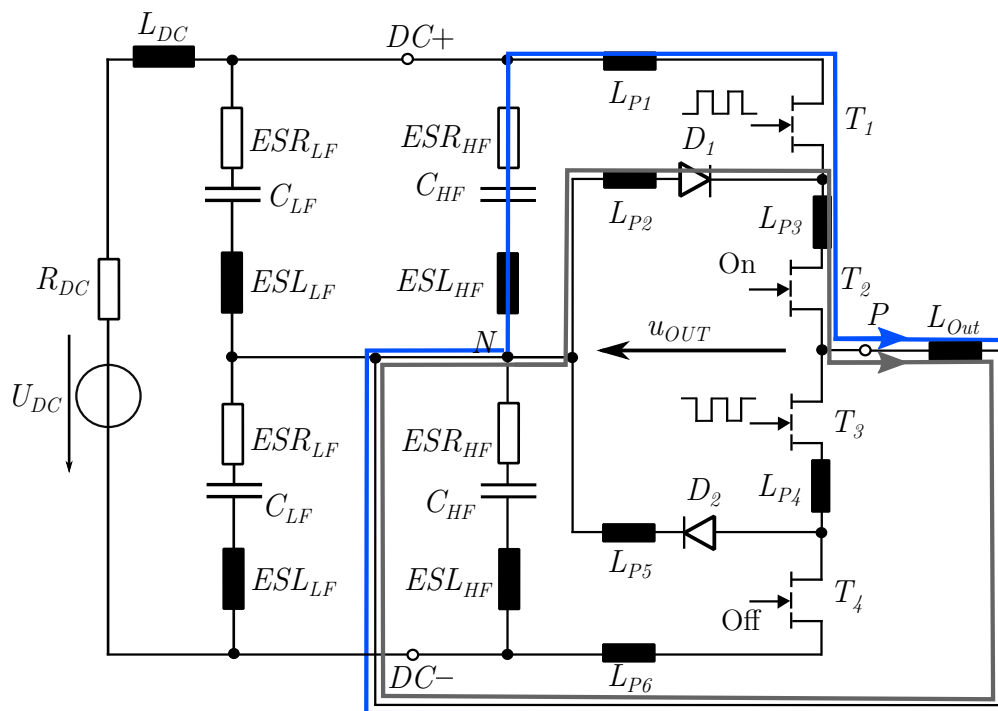 L_DC
DC+
L_P1
T_1
ESR_LF
ESR_HF
D_1
C_LF
C_HF
L_P2
L_P3
R_DC
ESL_LF
ESL_HF
On
T_2
P
L_Out
N
u_OUT
U_DC
ESR_LF
ESR_HF
T_3
C_LF
C_HF
D_2
L_P4
ESL_LF
ESL_HF
L_P5
T_4
Off
DC−
L_P6